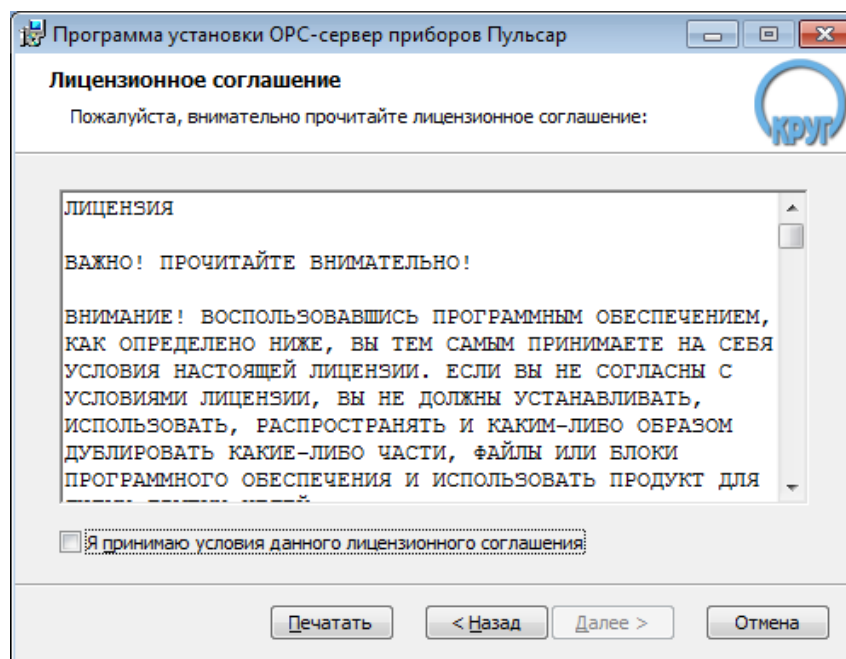 Программа установки OPC-сервер приборов Пульсар
Лицензионное соглашение
Пожалуйста, внимательно прочитайте лицензионное соглашение:
КРУГ
ЛИЦЕНЗИЯ
ВАЖНО! ПРОЧИТАЙТЕ ВНИМАТЕЛЬНО!
ВНИМАНИЕ! ВОСПОЛЬЗОВАВШИСЬ ПРОГРАММНЫМ ОБЕСПЕЧЕНИЕМ,
КАК ОПРЕДЕЛЕНО НИЖЕ, ВЫ ТЕМ САМЫМ ПРИНИМАЕТЕ НА СЕБЯ
УСЛОВИЯ НАСТОЯЩЕЙ ЛИЦЕНЗИИ. ЕСЛИ ВЫ НЕ СОГЛАСНЫ С
УСЛОВИЯМИ ЛИЦЕНЗИИ, ВЫ НЕ ДОЛЖНЫ УСТАНАВЛИВАТЬ,
ИСПОЛЬЗОВАТЬ, РАСПРОСТРАНЯТЬ И КАКИМ-ЛИБО ОБРАЗОМ
ДУБЛИРОВАТЬ КАКИЕ-ЛИБО ЧАСТИ, ФАЙЛЫ ИЛИ БЛОКИ
ПРОГРАММНОГО ОБЕСПЕЧЕНИЯ И ИСПОЛЬЗОВАТЬ ПРОДУКТ ДЛЯ
Я принимаю условия данного лицензионного соглашения
Печатать
< Назад
Далее >
Отмена